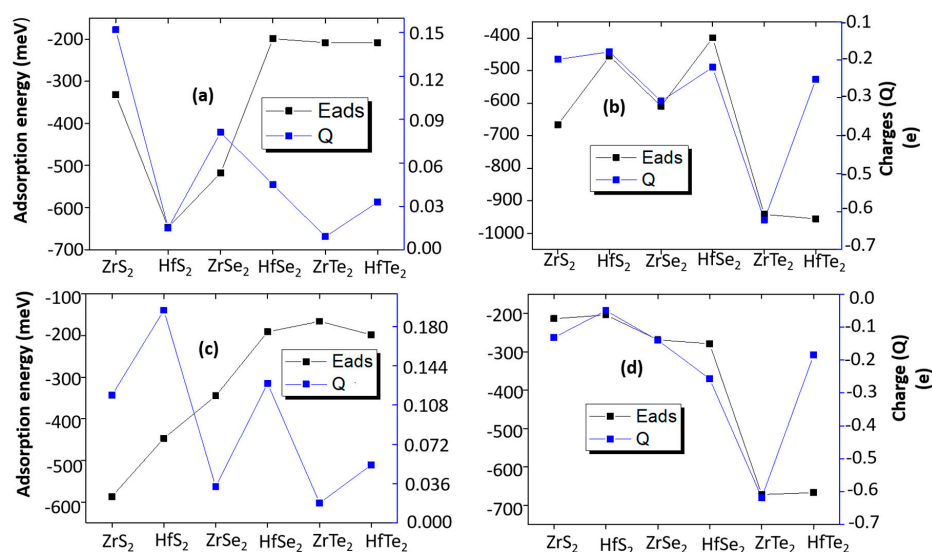 Adsorption energy (meV)
-200
-300
-400
-500
-600
-700
(a)
Eads
Q
0.15
0.12
0.09
0.06
0.03
0.00
ZrS2 HfS2 ZrSe2 HfSe2 ZrTe2 HfTe2
-400
-500
-600
-700
-800
-900
-1000
(b)
Eads
Q
0.1
-0.2
-0.3
-0.4
-0.5
-0.6
-0.7
Charges (Q)
(e)
ZrS2 HfS2 ZrSe2 HfSe2 ZrTe2 HfTe2
Adsorption energy (meV)
-100
-200
-300
-400
-500
-600
(c)
Eads
Q
0.180
0.144
0.108
0.072
0.036
0.000
ZrS2 HfS2 ZrSe2 HfSe2 ZrTe2 HfTe2
-200
-300
-400
-500
-600
-700
(d)
Eads
Q
0.0
-0.1
-0.2
-0.3
-0.4
-0.5
-0.6
-0.7
Charge (Q)
(e)
ZrS2 HfS2 ZrSe2 HfSe2 ZrTe2 HfTe2